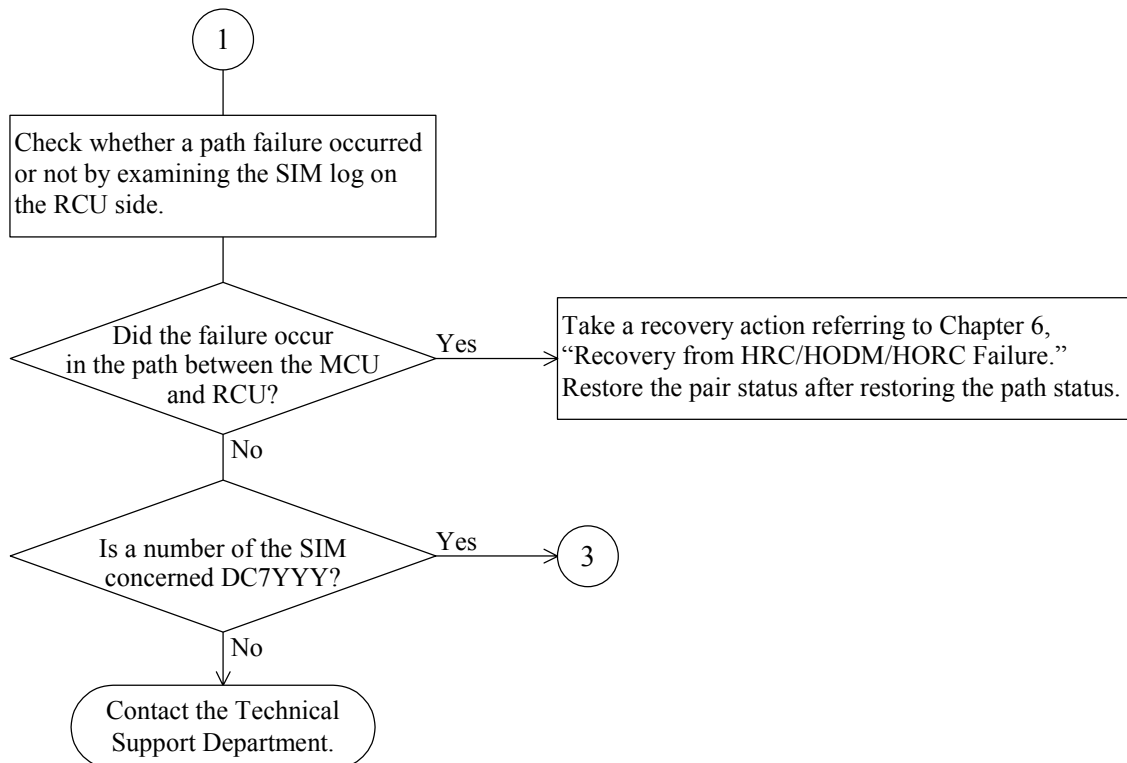 1
Check whether a path failure occurred
or not by examining the SIM log on
the RCU side.
Did the failure occur
in the path between the MCU
and RCU?
Yes
Take a recovery action referring to Chapter 6,
“Recovery from HRC/HODM/HORC Failure.”
Restore the pair status after restoring the path status.
No
Is a number of the SIM
concerned DC7YYY?
Yes
3
No
Contact the Technical
Support Department.